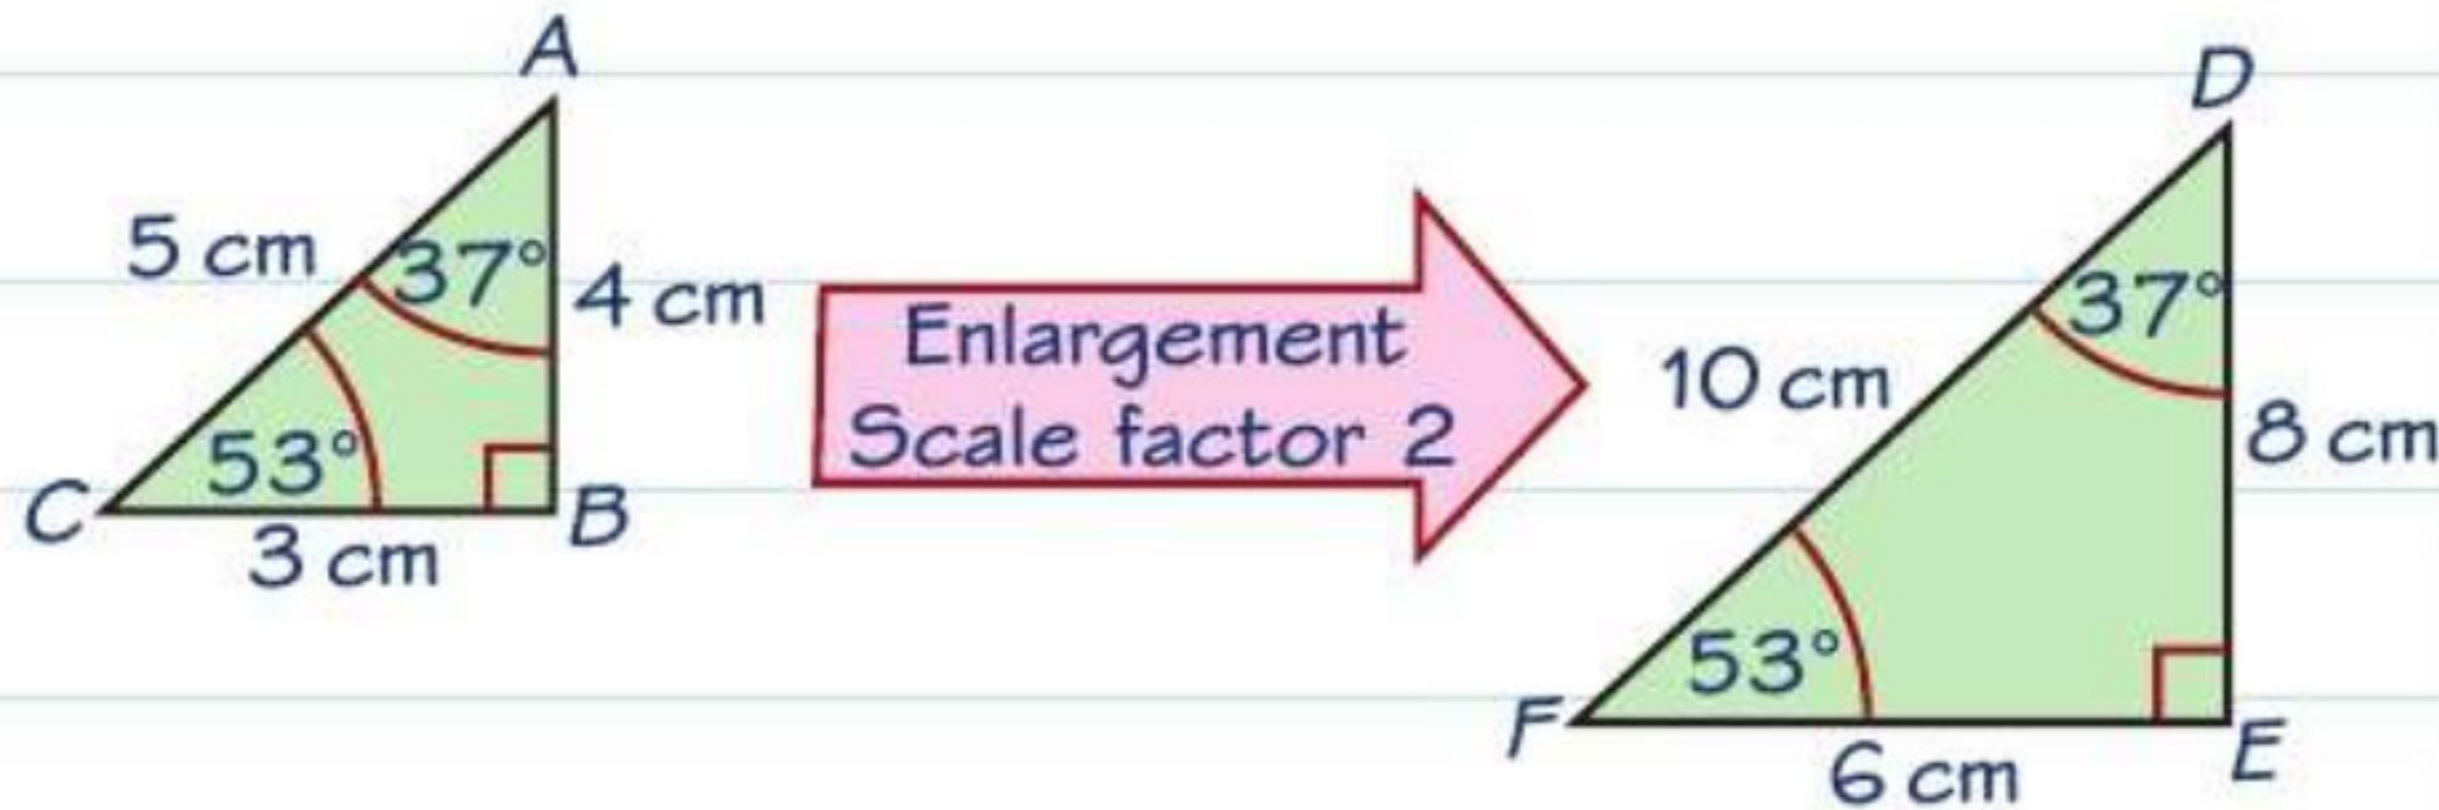 A
D
5 cm
37°
4 cm
Enlargement
Scale factor 2
10 cm
37°
8 cm
53°
C
B
3 cm
53°
F
E
6 cm